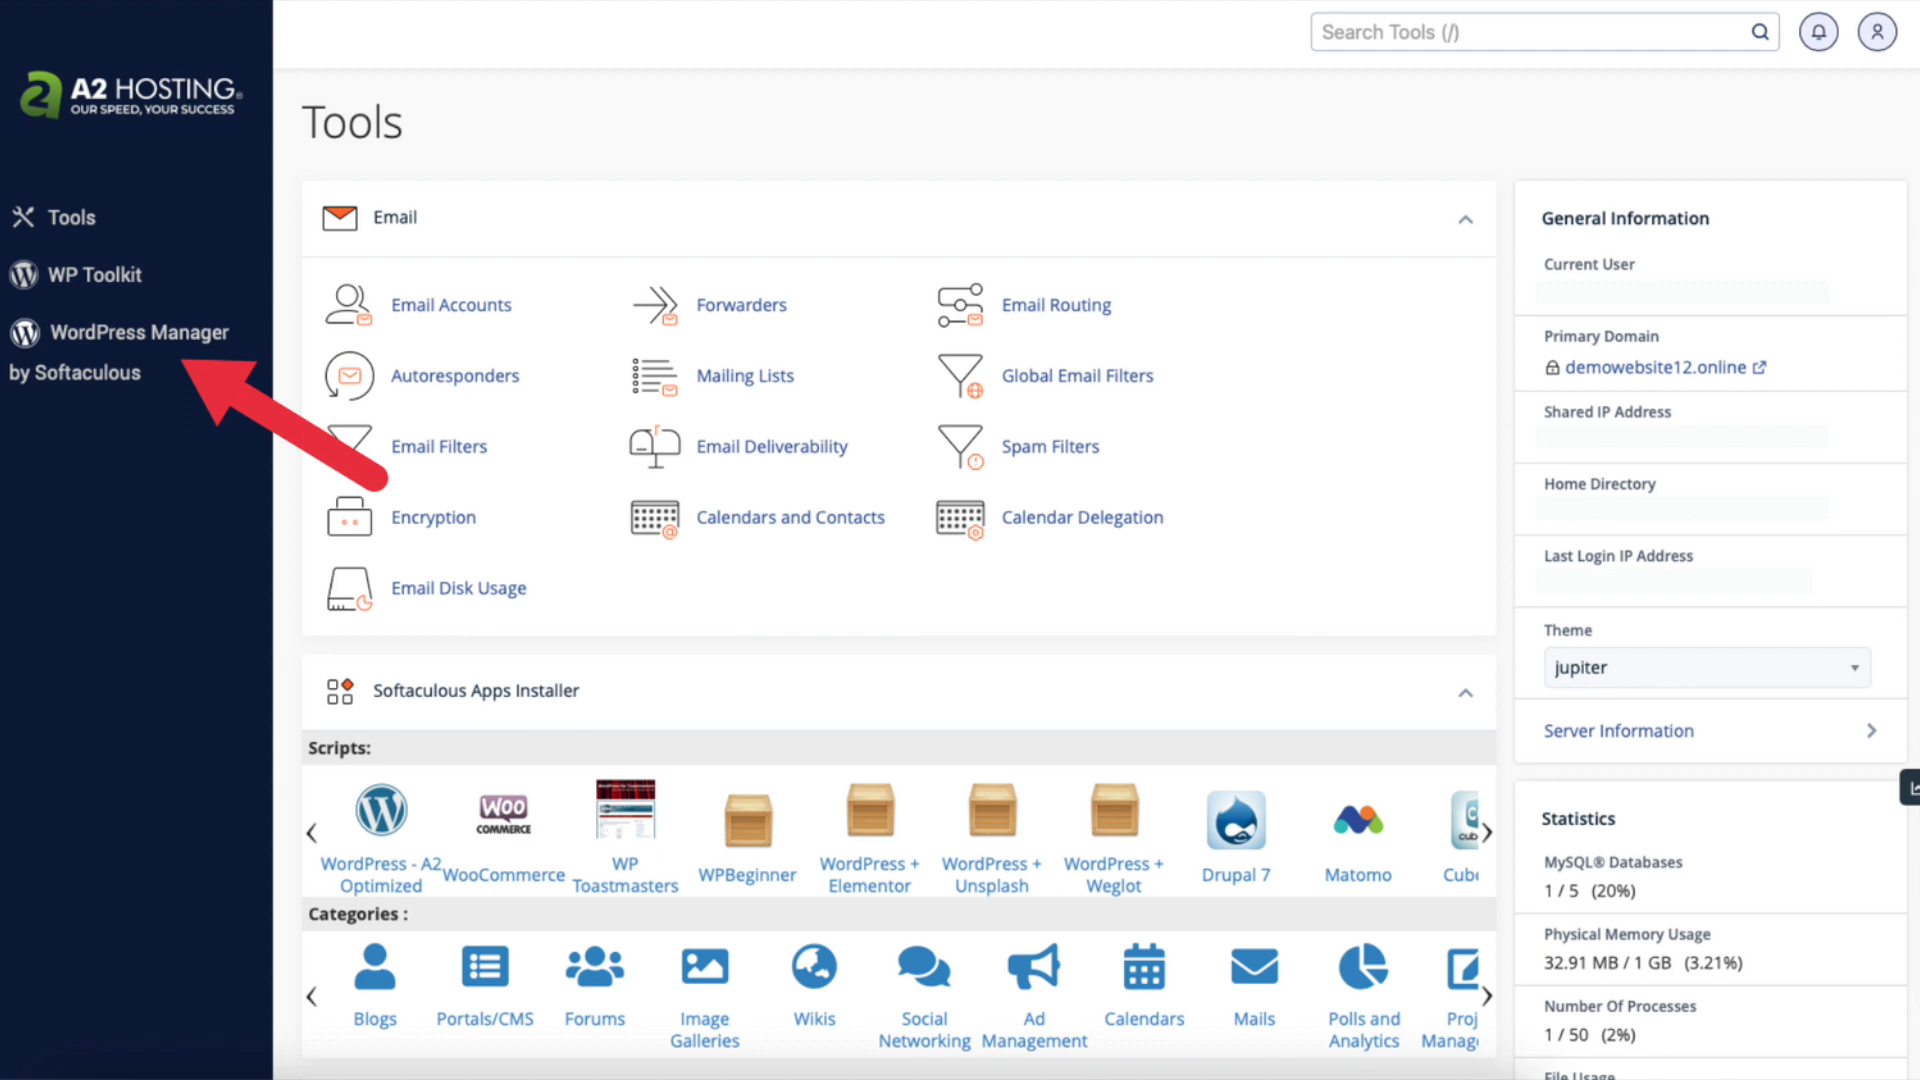 Search Tools (/)
A2 HOSTING®
OUR SPEED, YOUR SUCCESS
Tools
WP Toolkit
WordPress Manager
by Softaculous
Tools
Email
Email Accounts
Forwarders
Email Routing
Autoresponders
Mailing Lists
Global Email Filters
Email Filters
Email Deliverability
Spam Filters
Encryption
Calendars and Contacts
Calendar Delegation
Email Disk Usage
Softaculous Apps Installer
Scripts:
WOO
COMMERCE
WordPress - A2
Optimized
WooCommerce
WP
Toastmasters
WPBeginner
WordPress +
Elementor
WordPress +
Unsplash
WordPress +
Weglot
Drupal 7
Matomo
Cube
Categories :
Blogs
Portals/CMS
Forums
Image
Galleries
Wikis
Social
Networking
Ad
Management
Calendars
Mails
Polls and
Analytics
Proj
Manag
General Information
Current User
Primary Domain
demowebsite12.online
Shared IP Address
Home Directory
Last Login IP Address
Theme
jupiter
Server Information
Statistics
MySQL® Databases
1 / 5 (20%)
Physical Memory Usage
32.91 MB / 1 GB (3.21%)
Number Of Processes
1 / 50 (2%)
File Usage